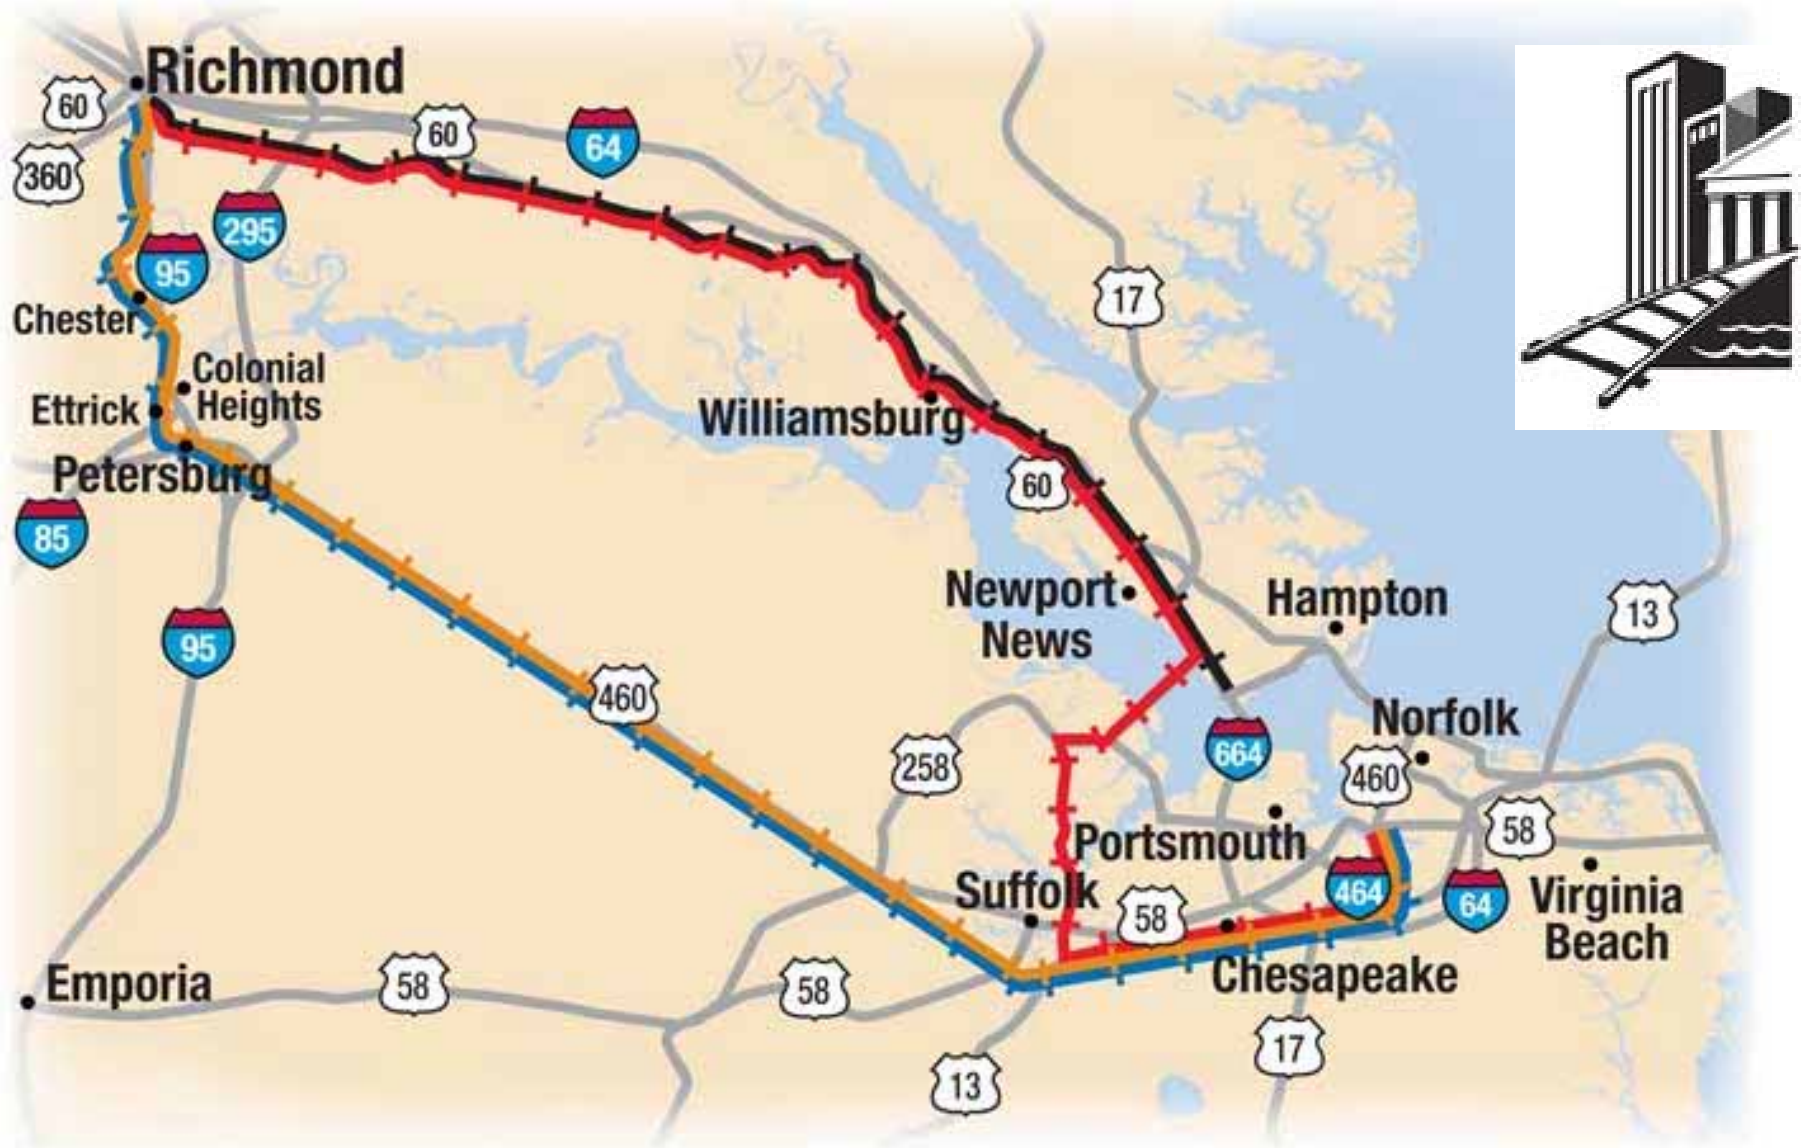 Richmond
60
60
64
360
295
95
Chester
17
Colonial
Heights
Ettrick
Williamsburg
Petersburg
60
85
Newport
News
Hampton
13
95
460
Norfolk
664
258
460
58
Portsmouth
Suffolk
58
464
64
Virginia
Beach
Chesapeake
Emporia
58
58
17
13